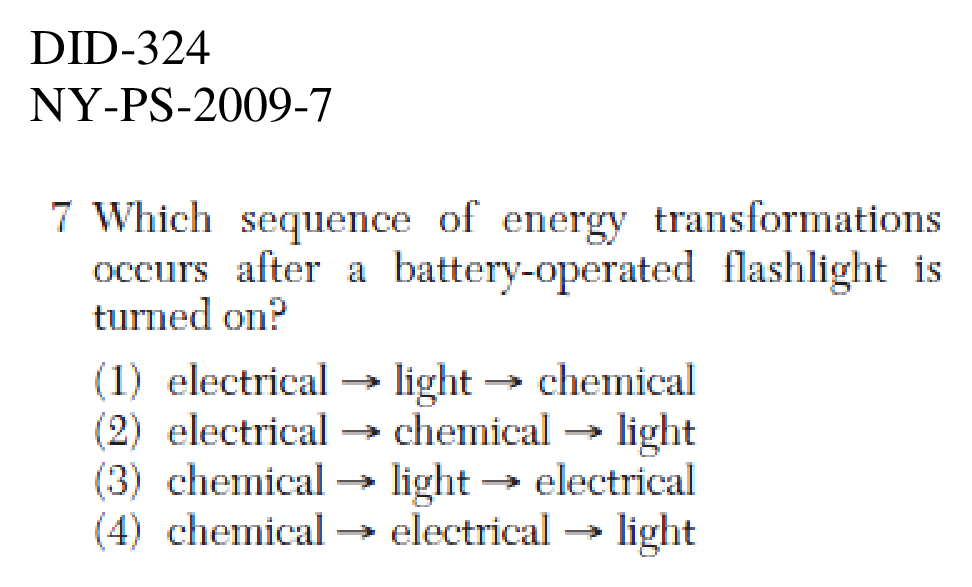 DID-324
NY-PS-2009-7
7 Which sequence of energy transformations
occurs after a battery-operated flashlight is
turned on?
(1) electrical → light → chemical
(2) electrical → chemical → light
(3) chemical → light → electrical
(4) chemical → electrical → light